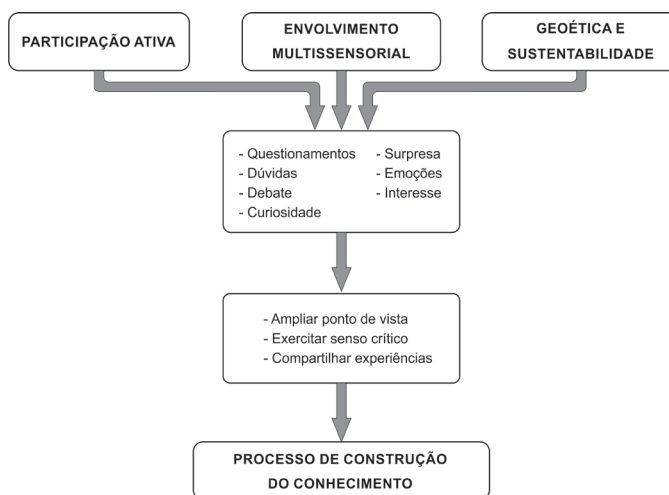 PARTICIPAÇÃO ATIVA
ENVOLVIMENTO
MULTISSENSORIAL
GEOÉTICA E
SUSTENTABILIDADE
- Questionamentos
- Dúvidas
- Debate
- Curiosidade
- Surpresa
- Emoções
- Interesse
- Ampliar ponto de vista
- Exercitar senso crítico
- Compartilhar experiências
PROCESSO DE CONSTRUÇÃO
DO CONHECIMENTO